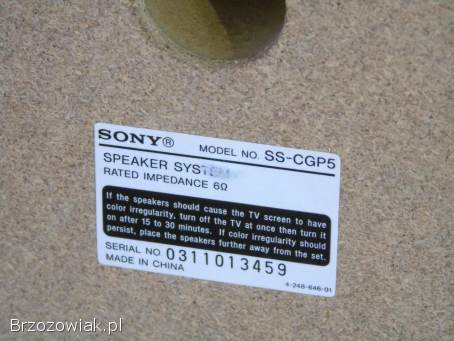 SONY® MODEL NO. SS-CGP5
SPEAKER SYSTEM
RATED IMPEDANCE 6Ω
If the speakers should cause the TV screen to have
color irregularity, turn off the TV at once then turn it
on after 15 to 30 minutes. If color irregularity should
persist, place the speakers further away from the set.
SERIAL NO. 0311013459
MADE IN CHINA
4-246-646-01
Brzozowiak.pl